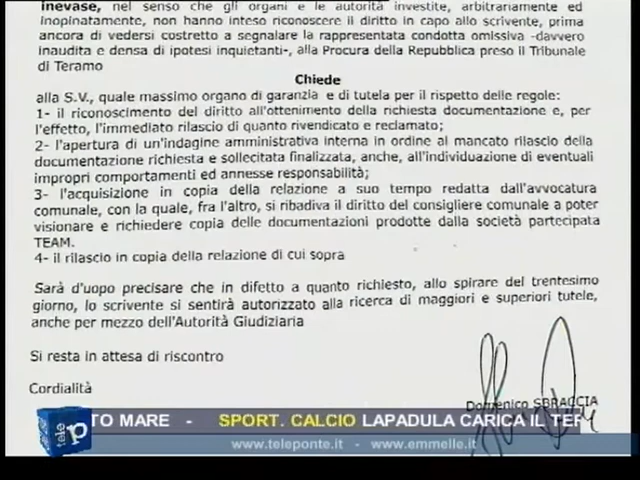 inevase, nel senso che gli organi e le autorità investite, arbitrariamente ed
inopinatamente, non hanno inteso riconoscere il diritto in capo allo scrivente, prima
ancora di vedersi costretto a segnalare la rappresentata condotta omissiva -davvero
inaudita e densa di ipotesi inquietanti-, alla Procura della Repubblica preso il Tribunale
di Teramo
Chiede
alla S.V., quale massimo organo di garanzia e di tutela per il rispetto delle regole:
1- il riconoscimento del diritto all'ottenimento della richiesta documentazione e, per
l'effetto, l'immediato rilascio di quanto rivendicato e reclamato;
2- l'apertura di un'indagine amministrativa interna in ordine al mancato rilascio della
documentazione richiesta e sollecitata finalizzata, anche, all'individuazione di eventuali
impropri comportamenti ed annesse responsabilità;
3- l'acquisizione in copia della relazione a suo tempo redatta dall'avvocatura
comunale, con la quale, fra l'altro, si ribadiva il diritto del consigliere comunale a poter
visionare e richiedere copia delle documentazioni prodotte dalla società partecipata
TEAM.
4- il rilascio in copia della relazione di cui sopra
Sarà d'uopo precisare che in difetto a quanto richiesto, allo spirare del trentesimo
giorno, lo scrivente si sentirà autorizzato alla ricerca di maggiori e superiori tutele,
anche per mezzo dell'Autorità Giudiziaria
Si resta in attesa di riscontro
Cordialità
Domenico SBRACCIA
TO MARE - SPORT. CALCIO LAPADULA CARICA IL TER
www.teleponte.it - www.emmelle.it
tele p